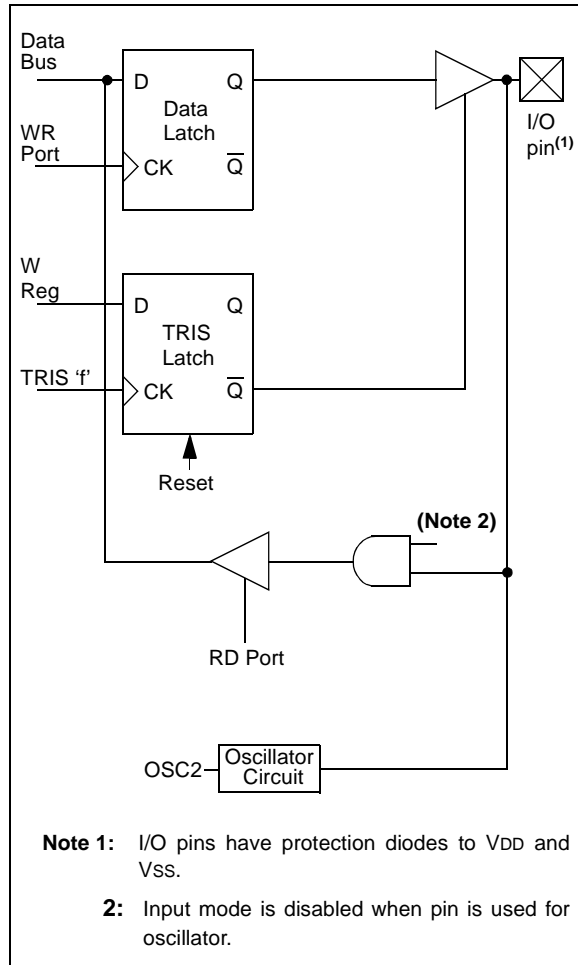 Data
Bus
D Q
Data
Latch
WR
Port
CK Q
I/O
pin(1)
W
Reg
D Q
TRIS
Latch
TRIS ‘f’
CK Q
Reset
(Note 2)
RD Port
OSC2
Oscillator
Circuit
Note 1: I/O pins have protection diodes to VDD and
VSS.
2: Input mode is disabled when pin is used for
oscillator.